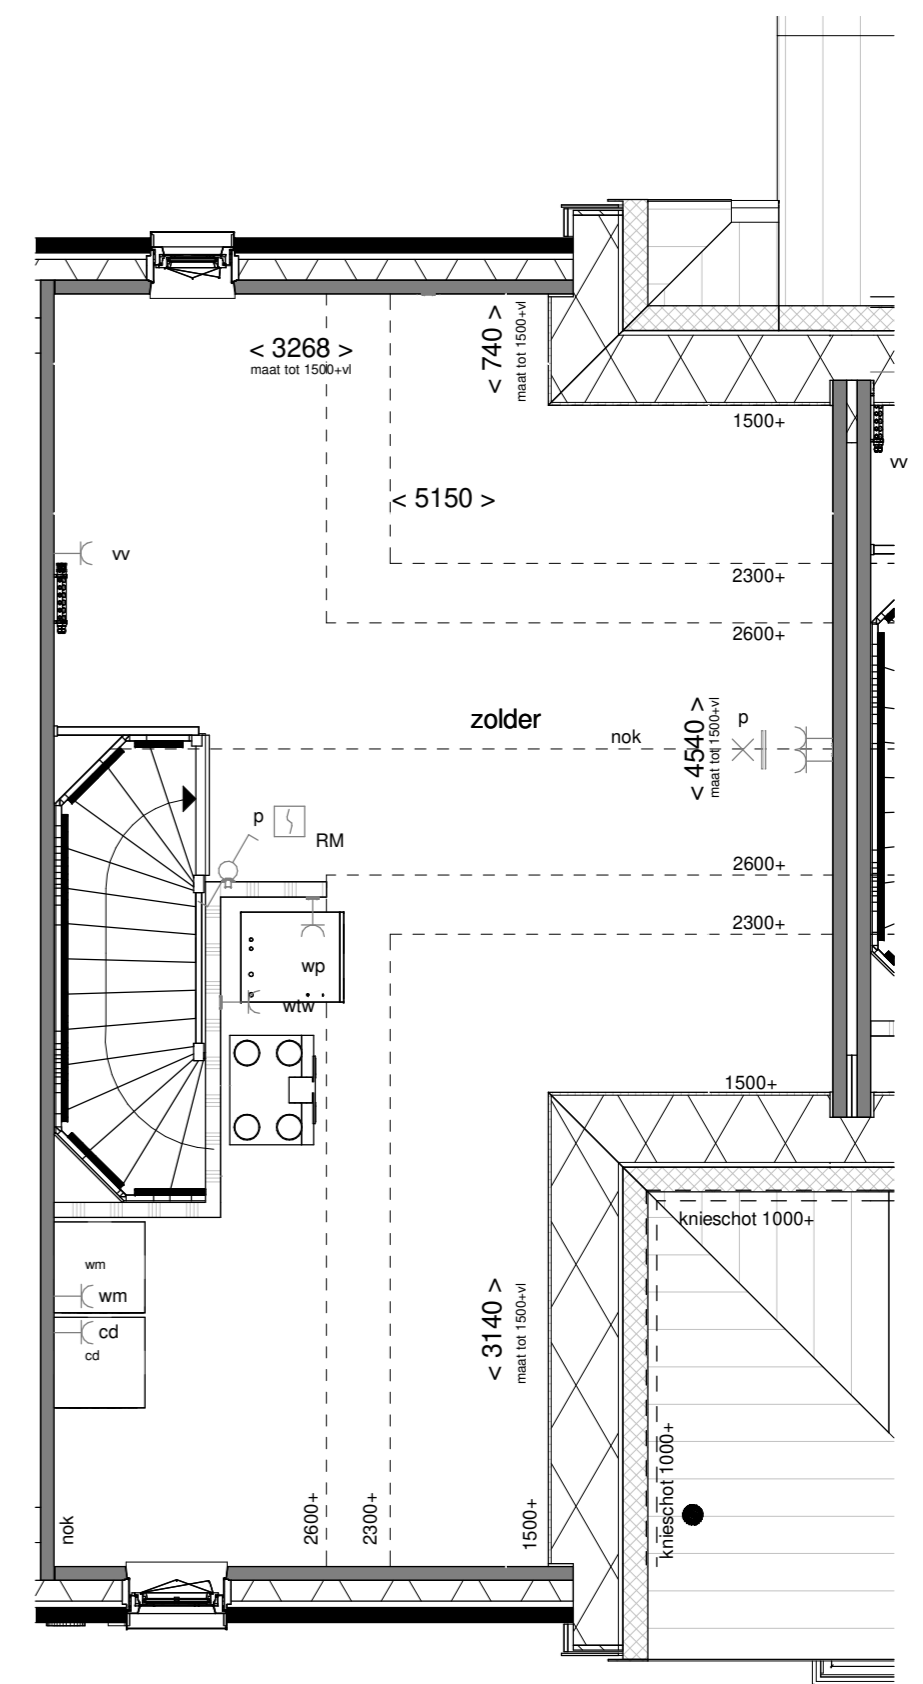 < 3268 >
maat tot 1500+vl
< 740 >
maat tot 1500+vl
1500+
vv
< 5150 >
vv
2300+
2600+
zolder
nok
< 4540 >
maat tot 1500+vl
p
p
RM
2600+
2300+
wp
wtw
1500+
knieschot 1000+
wm
wm
cd
cd
< 3140 >
maat tot 1500+vl
knieschot 1000+
nok
2600+
2300+
1500+